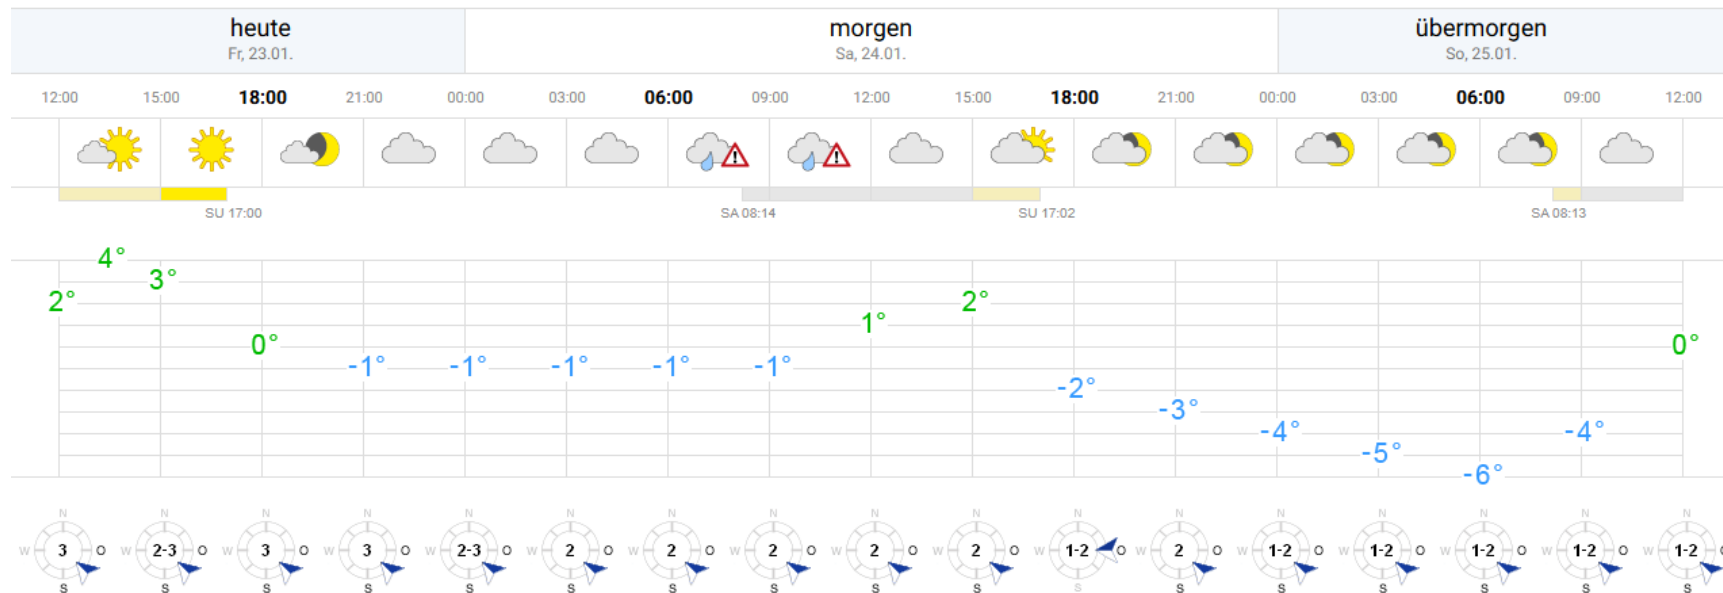 heute morgen übermorgen
Fr, 23.01. Sa, 24.01. So, 25.01.
12:00 15:00 18:00 21:00 00:00 03:00 06:00 09:00 12:00 15:00 18:00 21:00 00:00 03:00 06:00 09:00 12:00
SU 17:00 SA 08:14 SU 17:02 SA 08:13
4°
3°
2° 2°
1°
0° 0°
-1° -1° -1° -1° -1°
-2°
-3°
-4° -4°
-5°
-6°
N N N N N N N N N N N N N N N N N
W 3 O W 2-3 O W 3 O W 3 O W 2-3 O W 2 O W 2 O W 2 O W 2 O W 2 O W 1-2 O W 2 O W 1-2 O W 1-2 O W 1-2 O W 1-2 O W 1-2
S S S S S S S S S S S S S S S S S